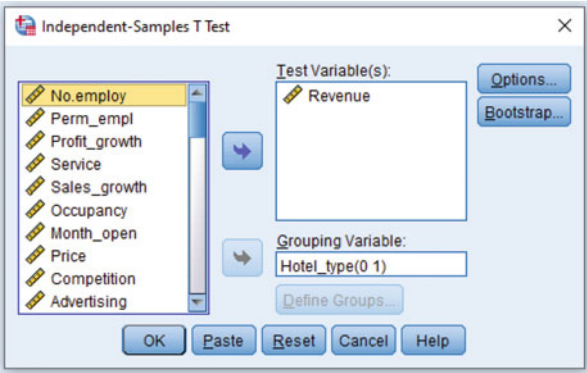 Independent-Samples T Test
No.employ
Perm_empl
Profit_growth
Service
Sales_growth
Occupancy
Month_open
Price
Competition
Advertising
Test Variable(s):
Revenue
Grouping Variable:
Hotel_type(0 1)
Define Groups...
Options...
Bootstrap...
OK
Paste
Reset
Cancel
Help